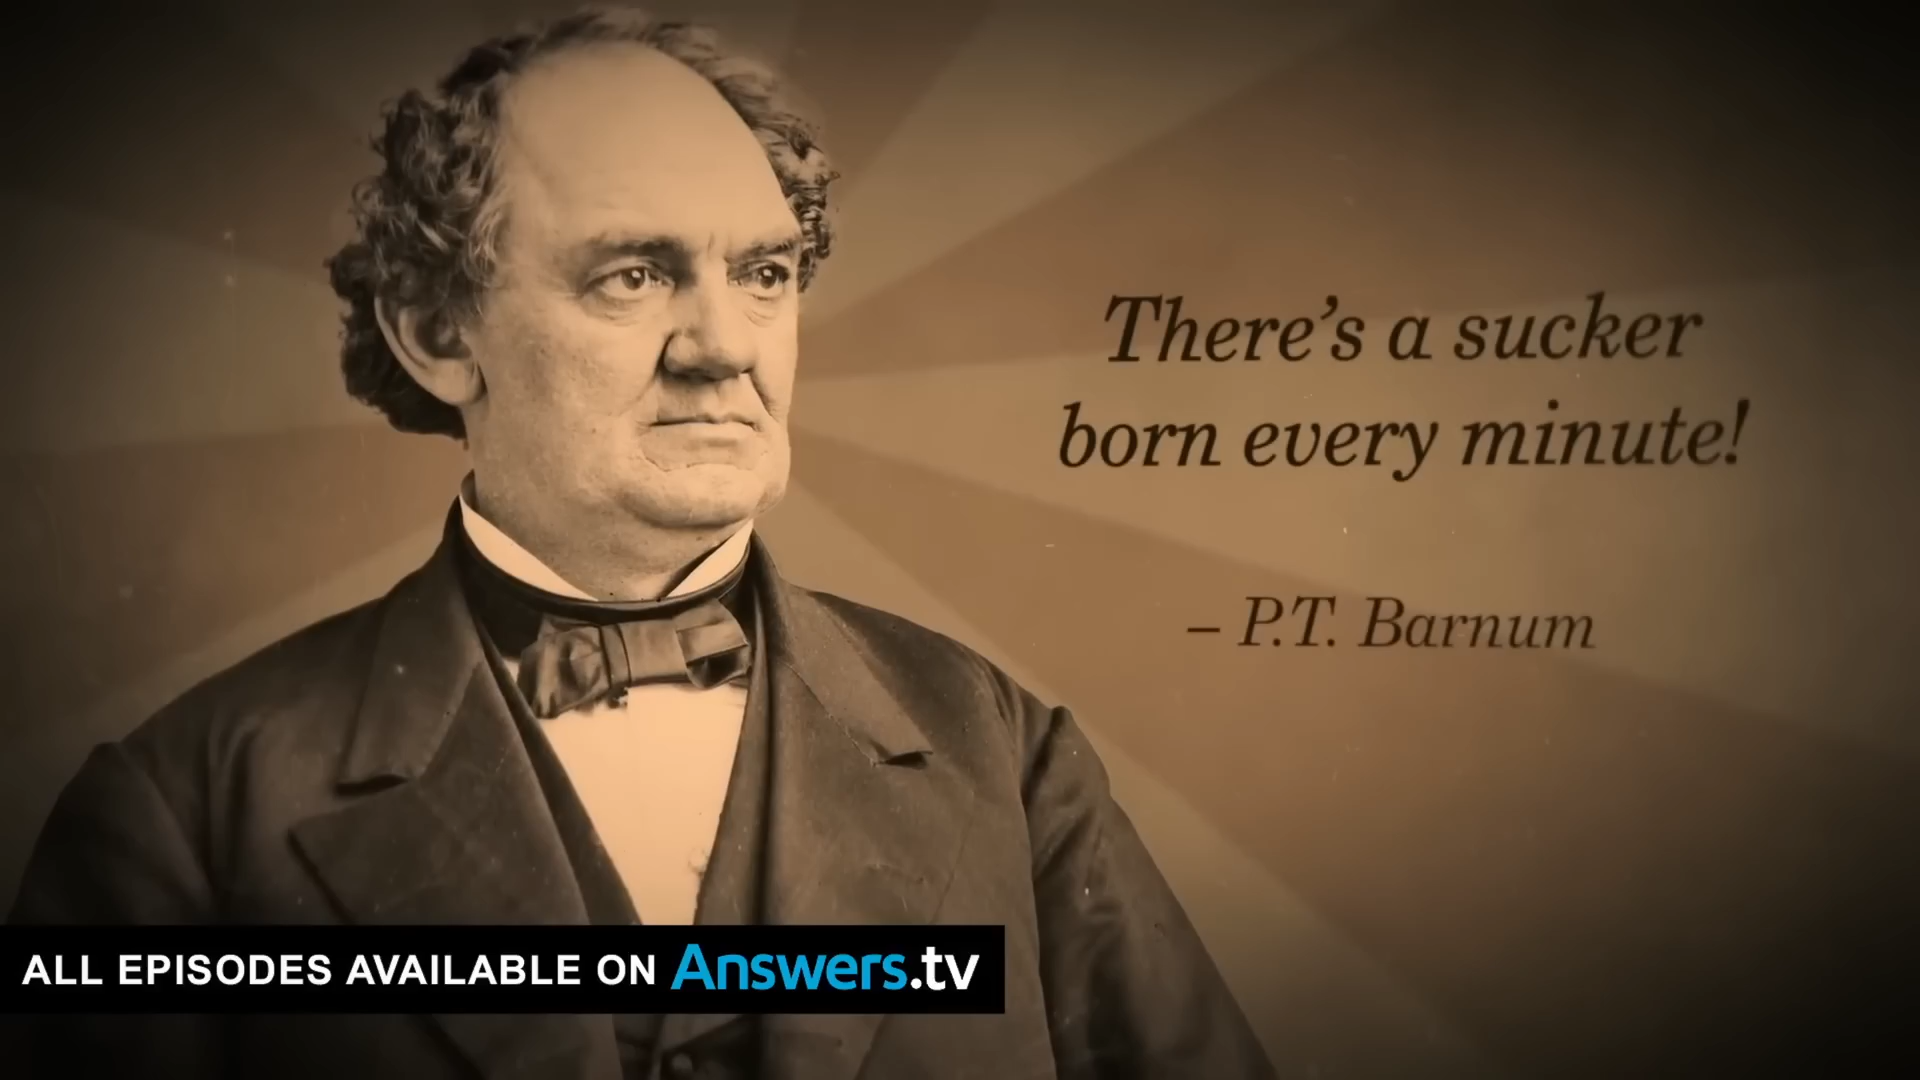 There's a sucker
born every minute!
– P.T. Barnum
ALL EPISODES AVAILABLE ON Answers.tv